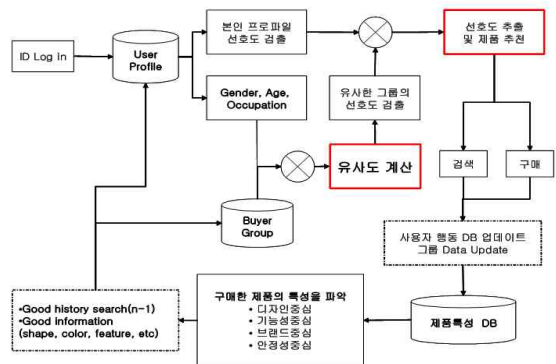 ID Log In
User
Profile
본인 프로파일
선호도 검출
선호도 추출
및 제품 추천
Gender, Age,
Occupation
유사한 그룹의
선호도 검출
유사도 계산
검색
구매
Buyer
Group
사용자 행동 DB 업데이트
그룹 Data Update
•Good history search(n-1)
•Good information
(shape, color, feature, etc)
구매한 제품의 특성을 파악
• 디자인중심
• 기능성중심
• 브랜드중심
• 안정성중심
제품특성 DB